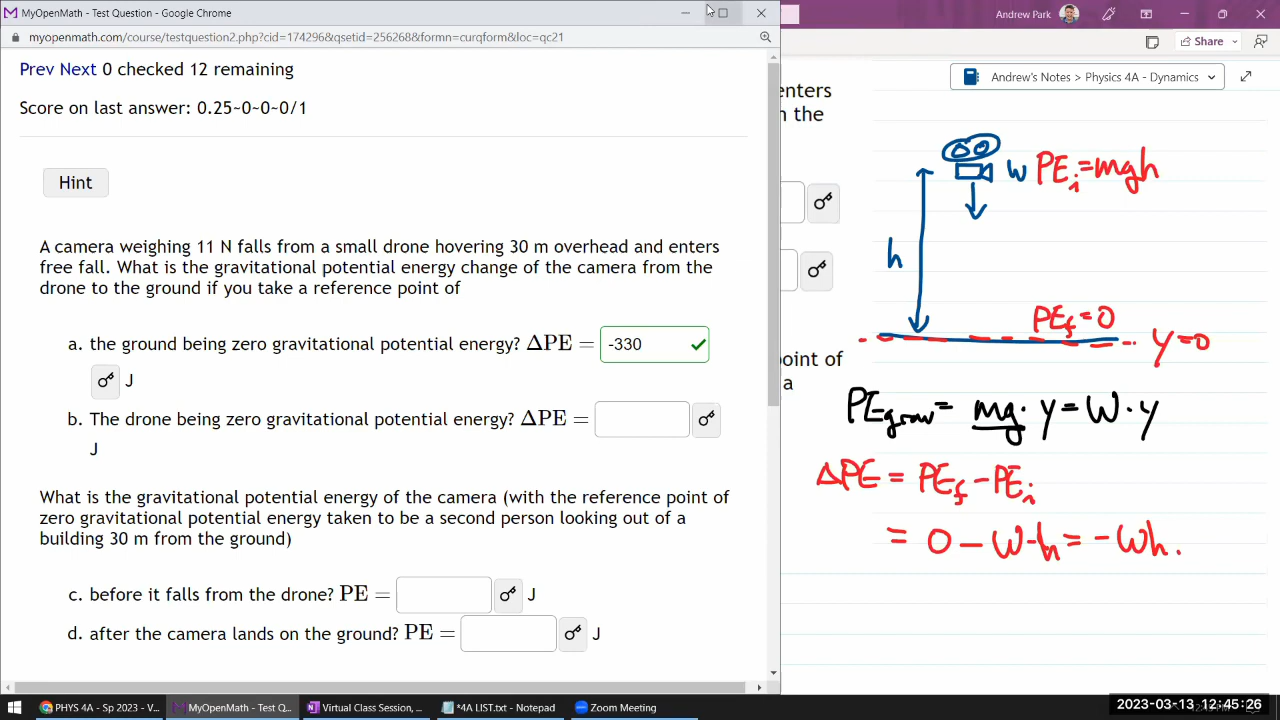 MyOpenMath - Test Question - Google Chrome
myopenmath.com/course/testquestion2.php?cid=174296&qsetid=256268&formn=curqform&loc=qc21
Prev Next 0 checked 12 remaining
Score on last answer: 0.25~0~0~0/1
Hint
A camera weighing 11 N falls from a small drone hovering 30 m overhead and enters
free fall. What is the gravitational potential energy change of the camera from the
drone to the ground if you take a reference point of
a. the ground being zero gravitational potential energy? ΔPE = -330
J
b. The drone being zero gravitational potential energy? ΔPE =
J
What is the gravitational potential energy of the camera (with the reference point of
zero gravitational potential energy taken to be a second person looking out of a
building 30 m from the ground)
c. before it falls from the drone? PE = J
d. after the camera lands on the ground? PE = J
Andrew Park
Share
Andrew's Notes > Physics 4A - Dynamics
enters
n the
point of
a
W PEi = mgh
h
PEf = 0
y = 0
PEgrav = mg · y = W · y
ΔPE = PEf - PEi
= 0 - W · h = - Wh.
PHYS 4A - Sp 2023 - V...
MyOpenMath - Test Q...
Virtual Class Session, ...
*4A LIST.txt - Notepad
Zoom Meeting
2023-03-13 12:45:26